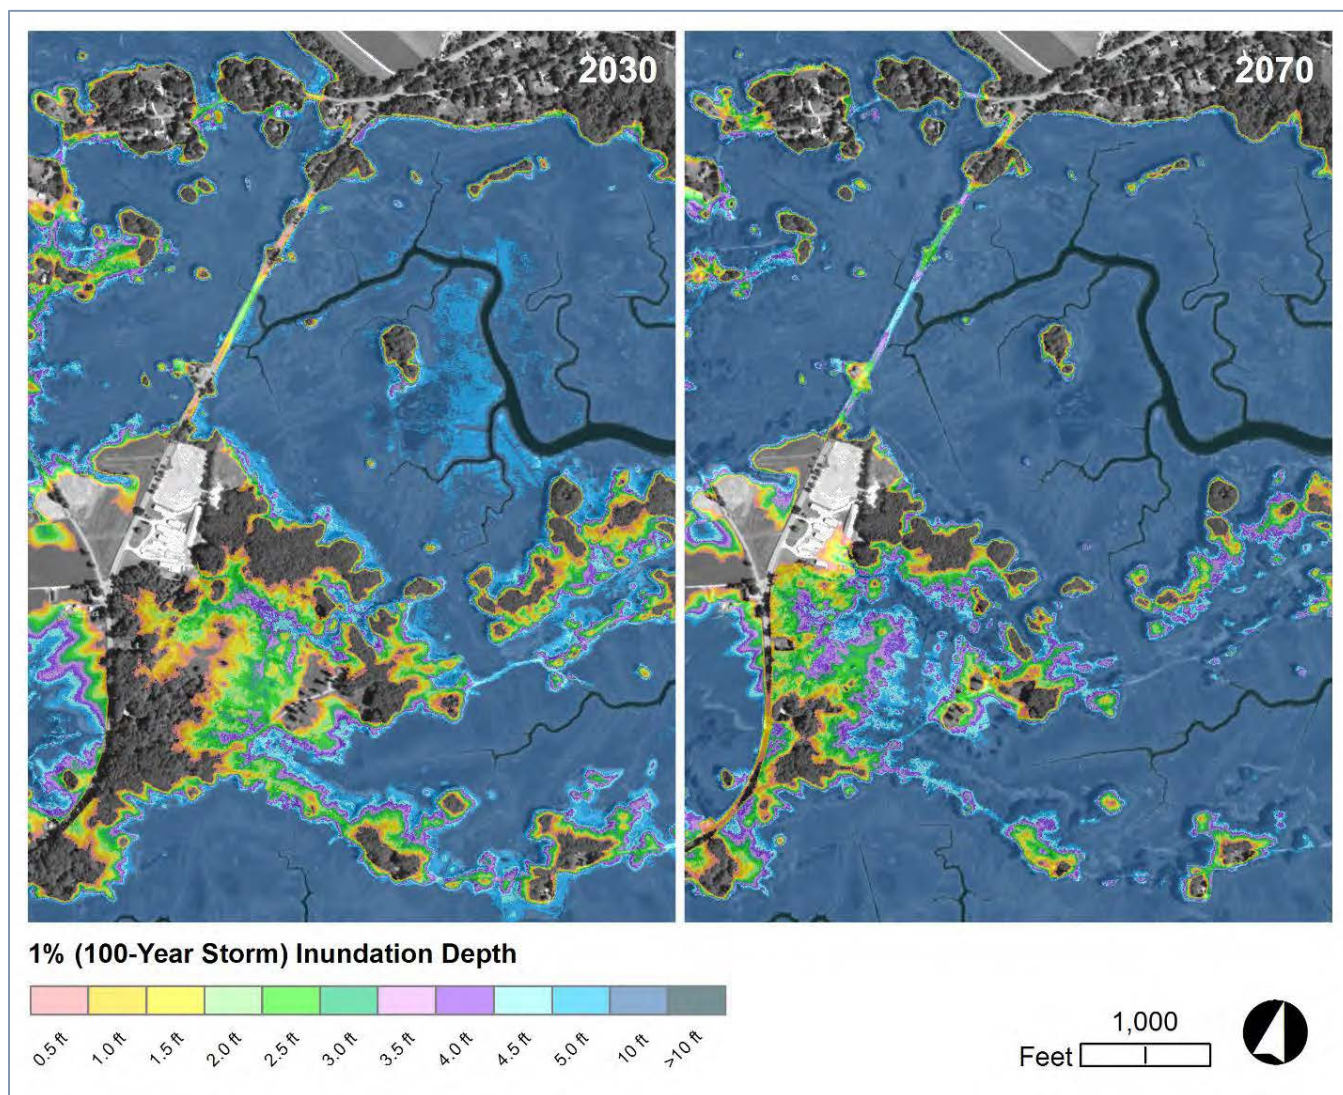 2030
2070
1% (100-Year Storm) Inundation Depth
0.5 ft
1.0 ft
1.5 ft
2.0 ft
2.5 ft
3.0 ft
3.5 ft
4.0 ft
4.5 ft
5.0 ft
10 ft
>10 ft
1,000
Feet